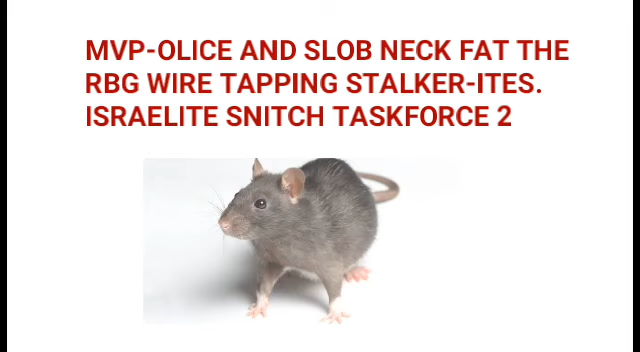 MVP-OLICE AND SLOB NECK FAT THE
RBG WIRE TAPPING STALKER-ITES.
ISRAELITE SNITCH TASKFORCE 2